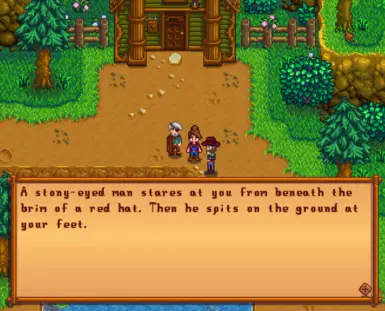 A stony-eyed man stares at you from beneath the
brim of a red hat. Then he spits on the ground at
your feet.